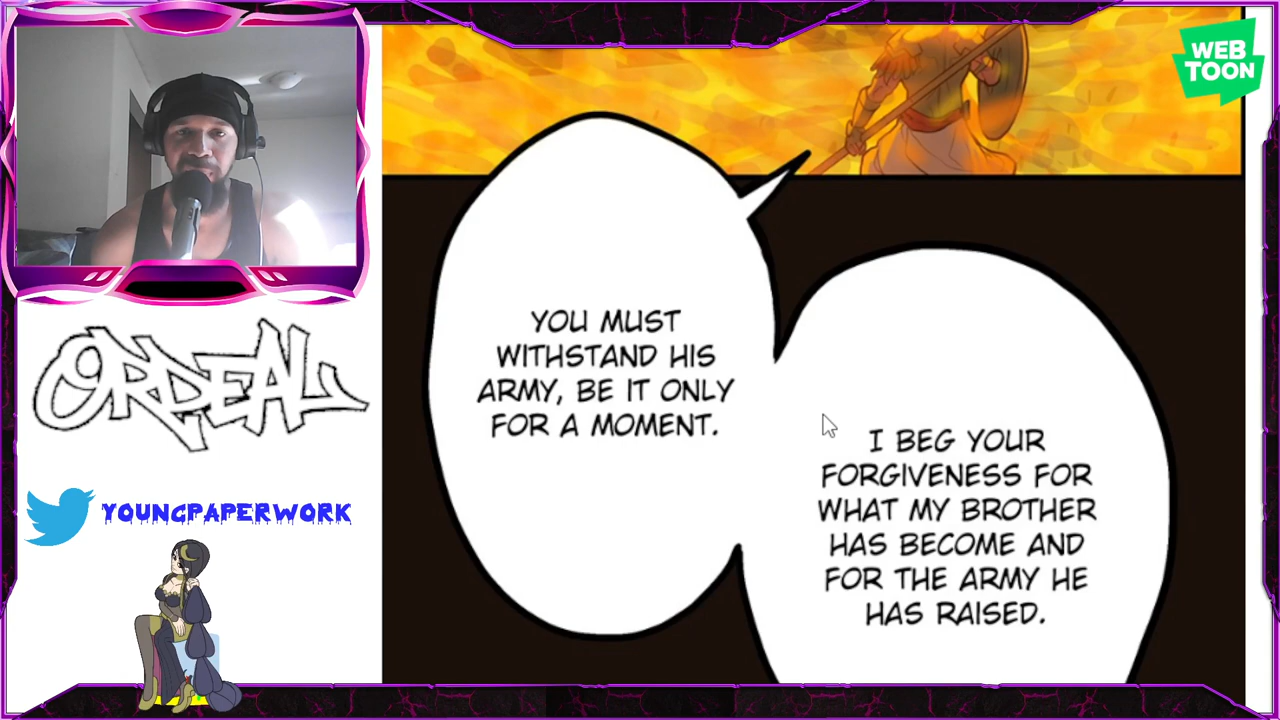 WEB
TOON
YOU MUST
WITHSTAND HIS
ARMY, BE IT ONLY
FOR A MOMENT.
I BEG YOUR
FORGIVENESS FOR
WHAT MY BROTHER
HAS BECOME AND
FOR THE ARMY HE
HAS RAISED.
ORDEAL
YOUNGPAPERWORK